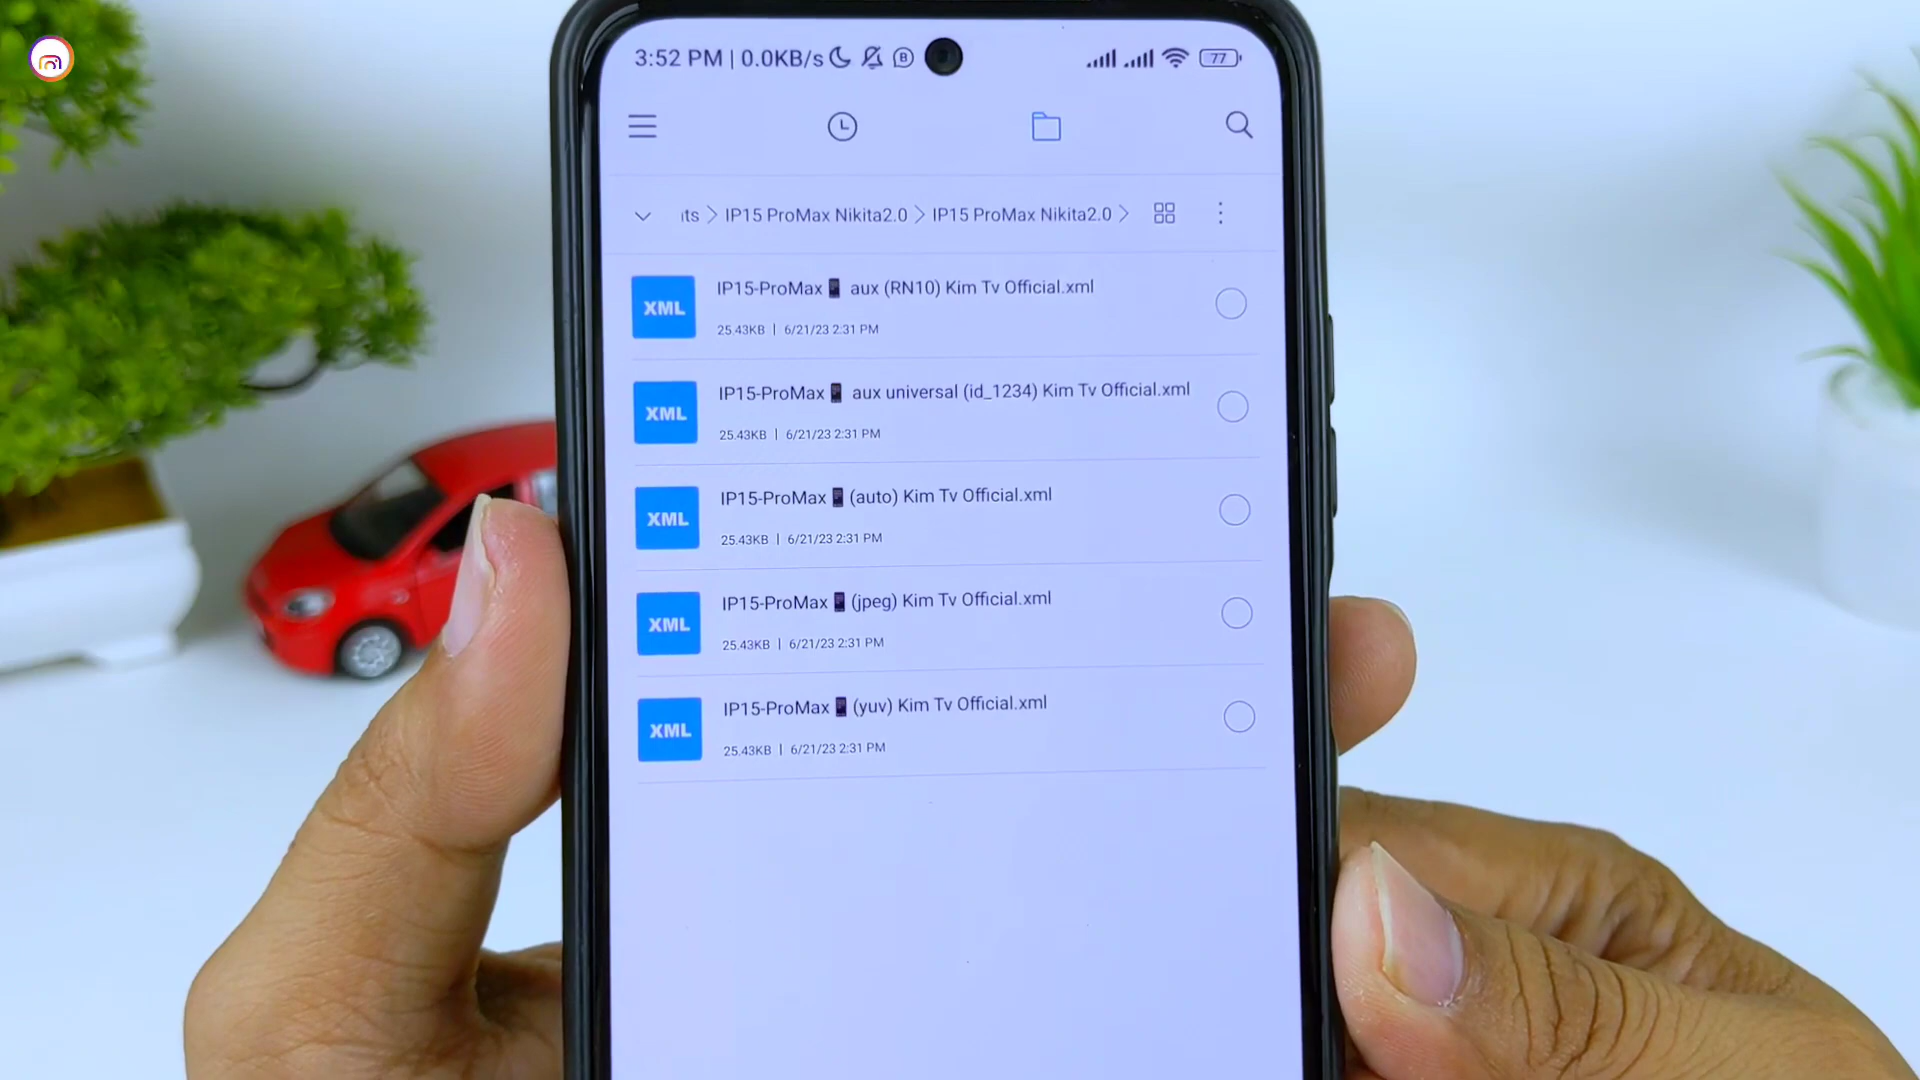 3:52 PM | 0.0KB/s 77
ıts > IP15 ProMax Nikita2.0 > IP15 ProMax Nikita2.0 >
XML
IP15-ProMax📱 aux (RN10) Kim Tv Official.xml
25.43KB | 6/21/23 2:31 PM
XML
IP15-ProMax📱 aux universal (id_1234) Kim Tv Official.xml
25.43KB | 6/21/23 2:31 PM
XML
IP15-ProMax📱(auto) Kim Tv Official.xml
25.43KB | 6/21/23 2:31 PM
XML
IP15-ProMax📱(jpeg) Kim Tv Official.xml
25.43KB | 6/21/23 2:31 PM
XML
IP15-ProMax📱(yuv) Kim Tv Official.xml
25.43KB | 6/21/23 2:31 PM